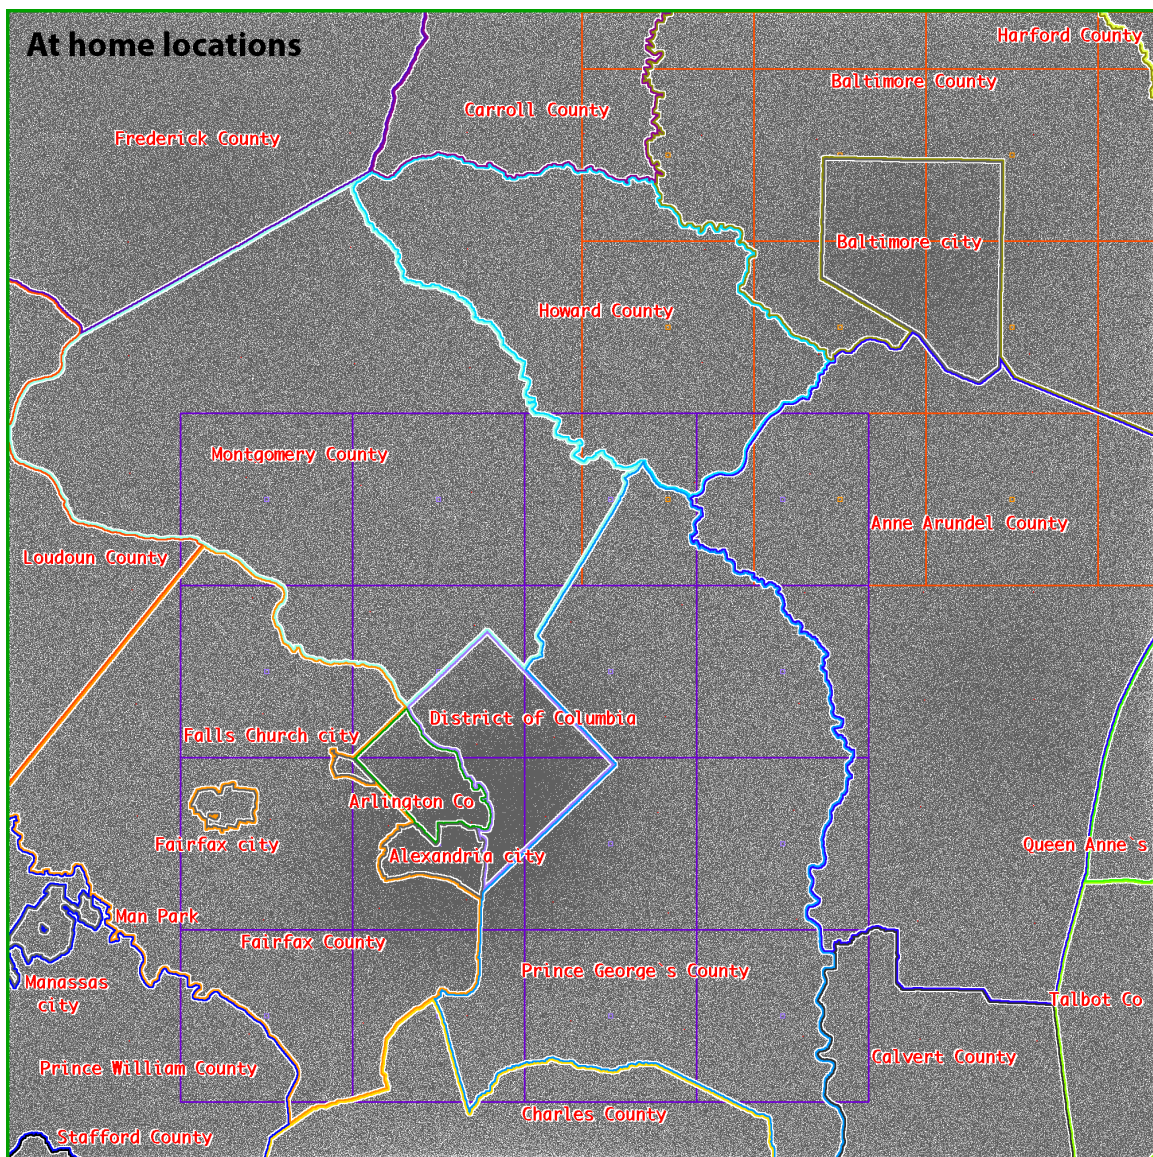 At home locations
Harford County
Baltimore County
Carroll County
Frederick County
Baltimore city
Howard County
Montgomery County
Anne Arundel County
Loudoun County
District of Columbia
Falls Church city
Arlington Co
Fairfax city
Queen Anne`s
Alexandria city
Man Park
Fairfax County
Prince George`s County
Manassas
city
Talbot Co
Calvert County
Prince William County
Charles County
Stafford County